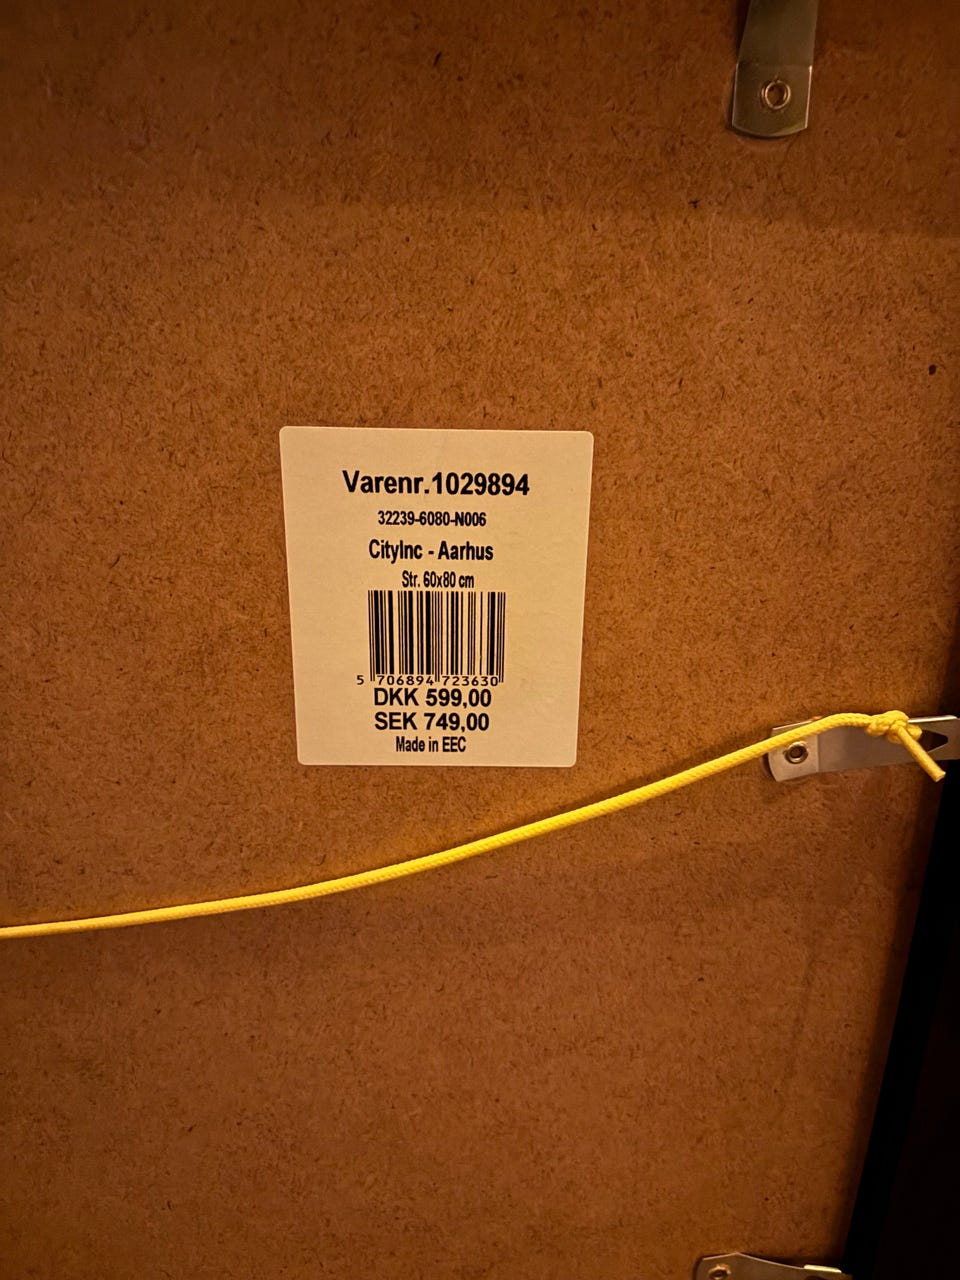 Varenr.1029894
32239-6080-N006
CityInc - Aarhus
Str. 60x80 cm
5 706894 723630
DKK 599,00
SEK 749,00
Made in EEC